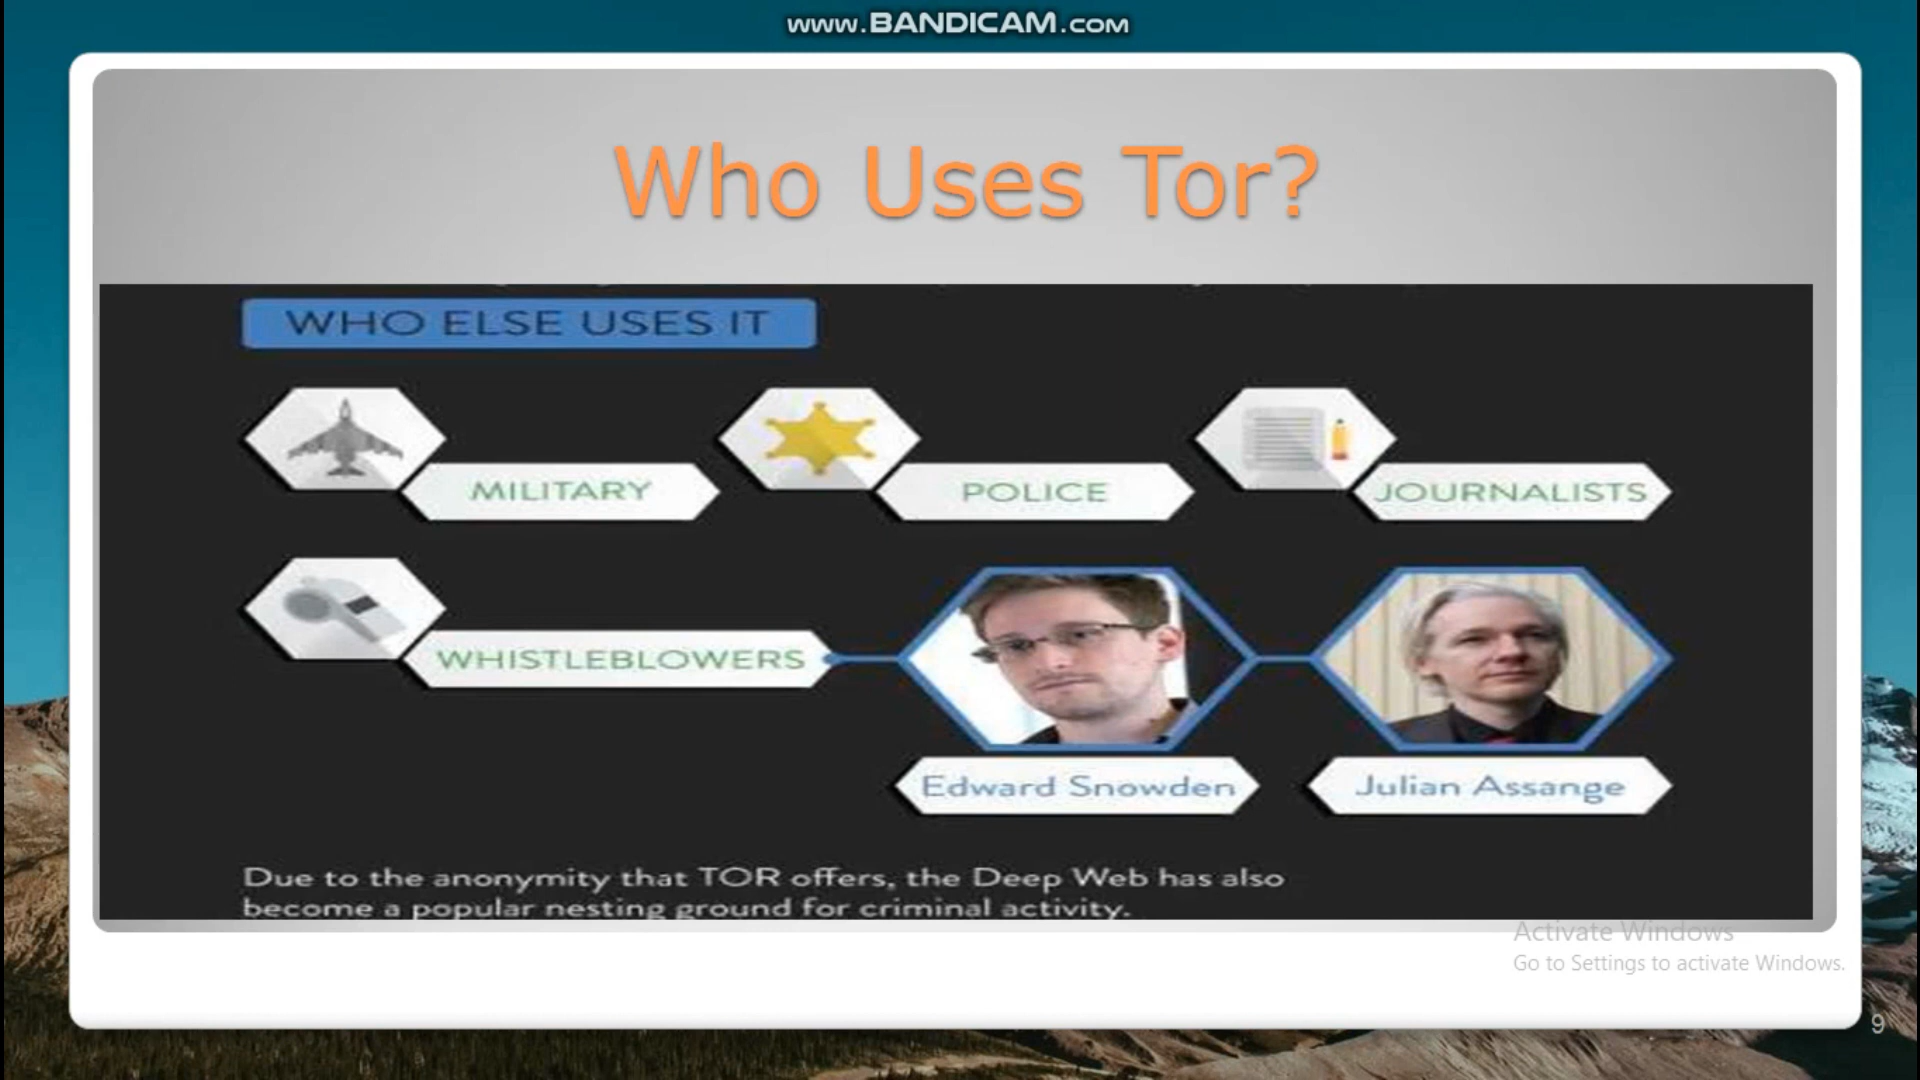 www.BANDICAM.com
Who Uses Tor?
WHO ELSE USES IT
MILITARY
POLICE
JOURNALISTS
WHISTLEBLOWERS
Edward Snowden
Julian Assange
Due to the anonymity that TOR offers, the Deep Web has also
become a popular nesting ground for criminal activity.
Activate Windows
Go to Settings to activate Windows.
9